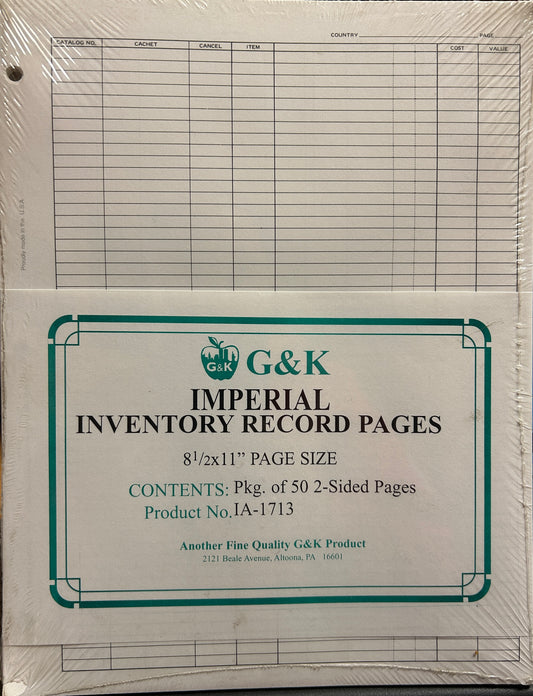 COUNTRY PAGE
CATALOG NO. CACHET CANCEL ITEM COST VALUE
Proudly made in the U.S.A.
G&K G&K
IMPERIAL
INVENTORY RECORD PAGES
8 1/2x11” PAGE SIZE
CONTENTS: Pkg. of 50 2-Sided Pages
Product No. IA-1713
Another Fine Quality G&K Product
2121 Beale Avenue, Altoona, PA 16601